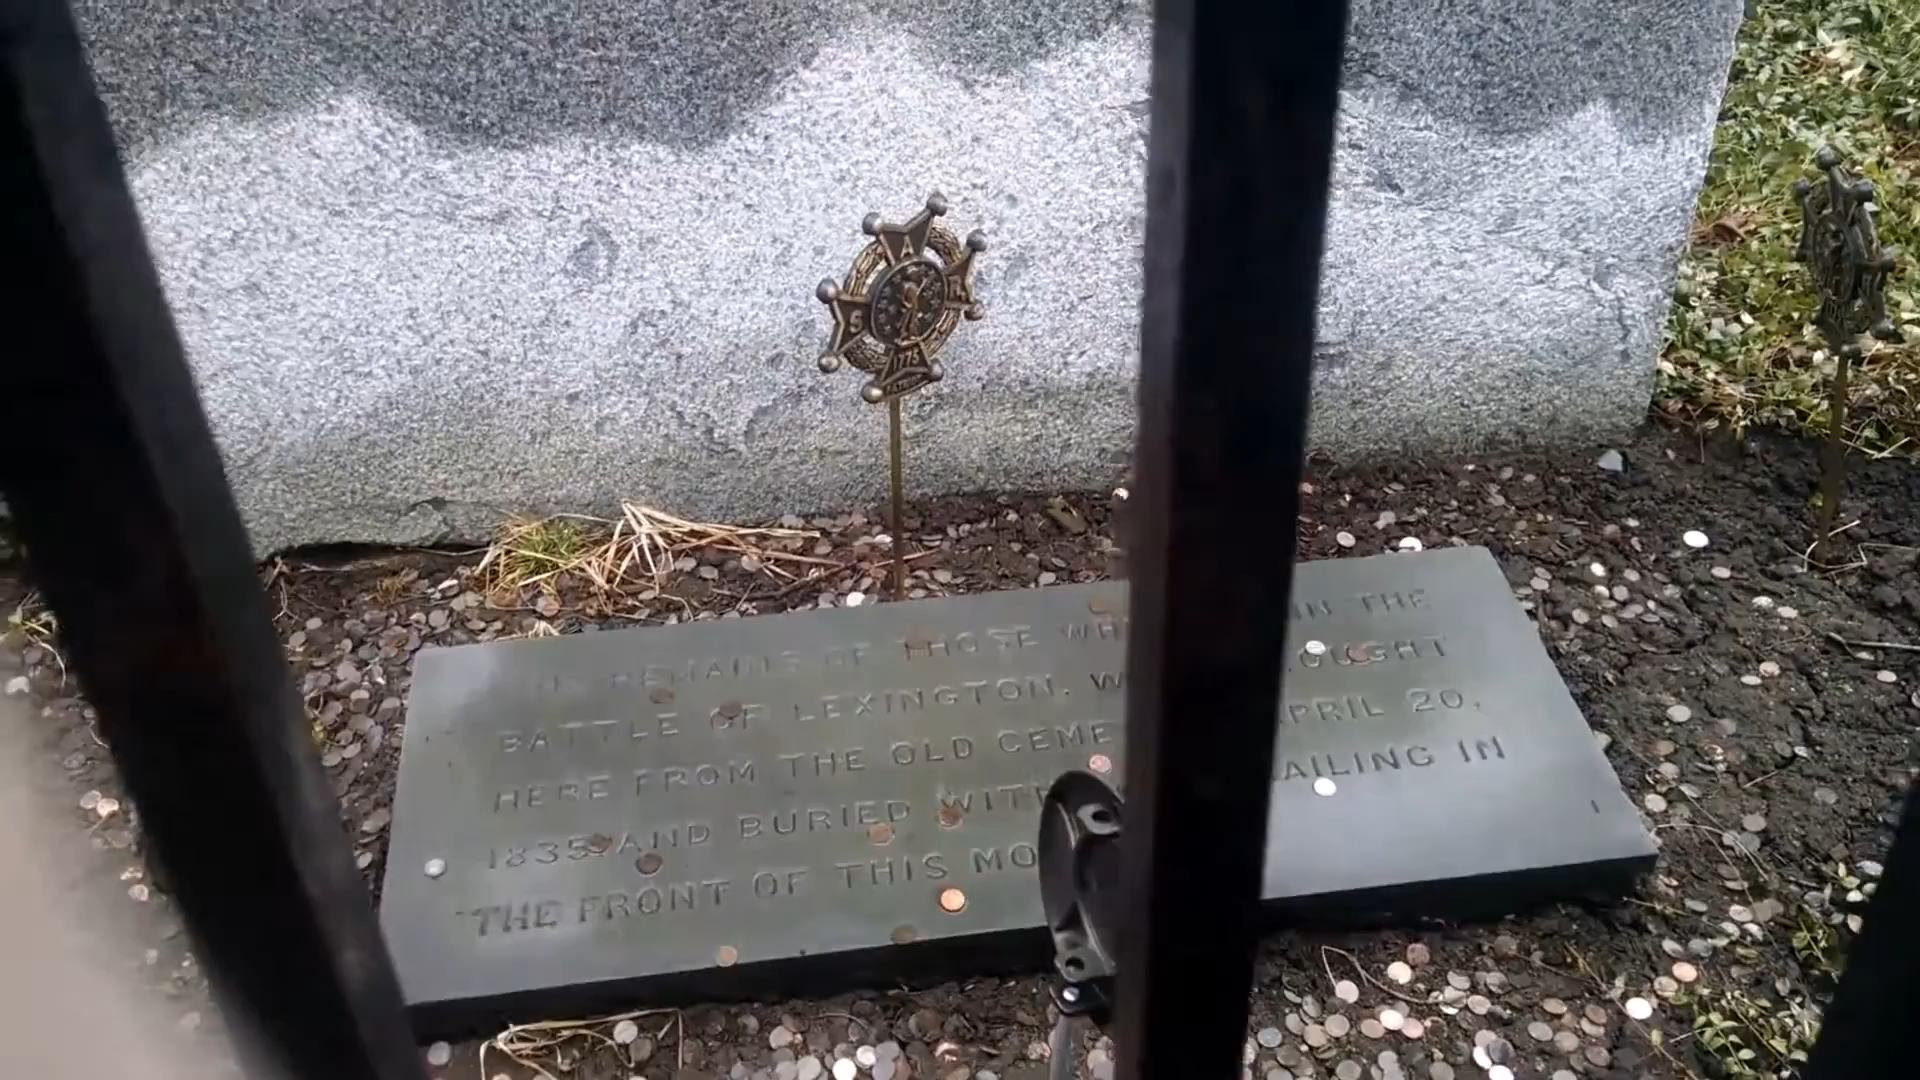 SAR
1775
REMAINS OF THOSE WH IN THE
BATTLE OF LEXINGTON, W OUGHT
HERE FROM THE OLD CEME APRIL 20,
1835, AND BURIED WITH AILING IN
THE FRONT OF THIS MO